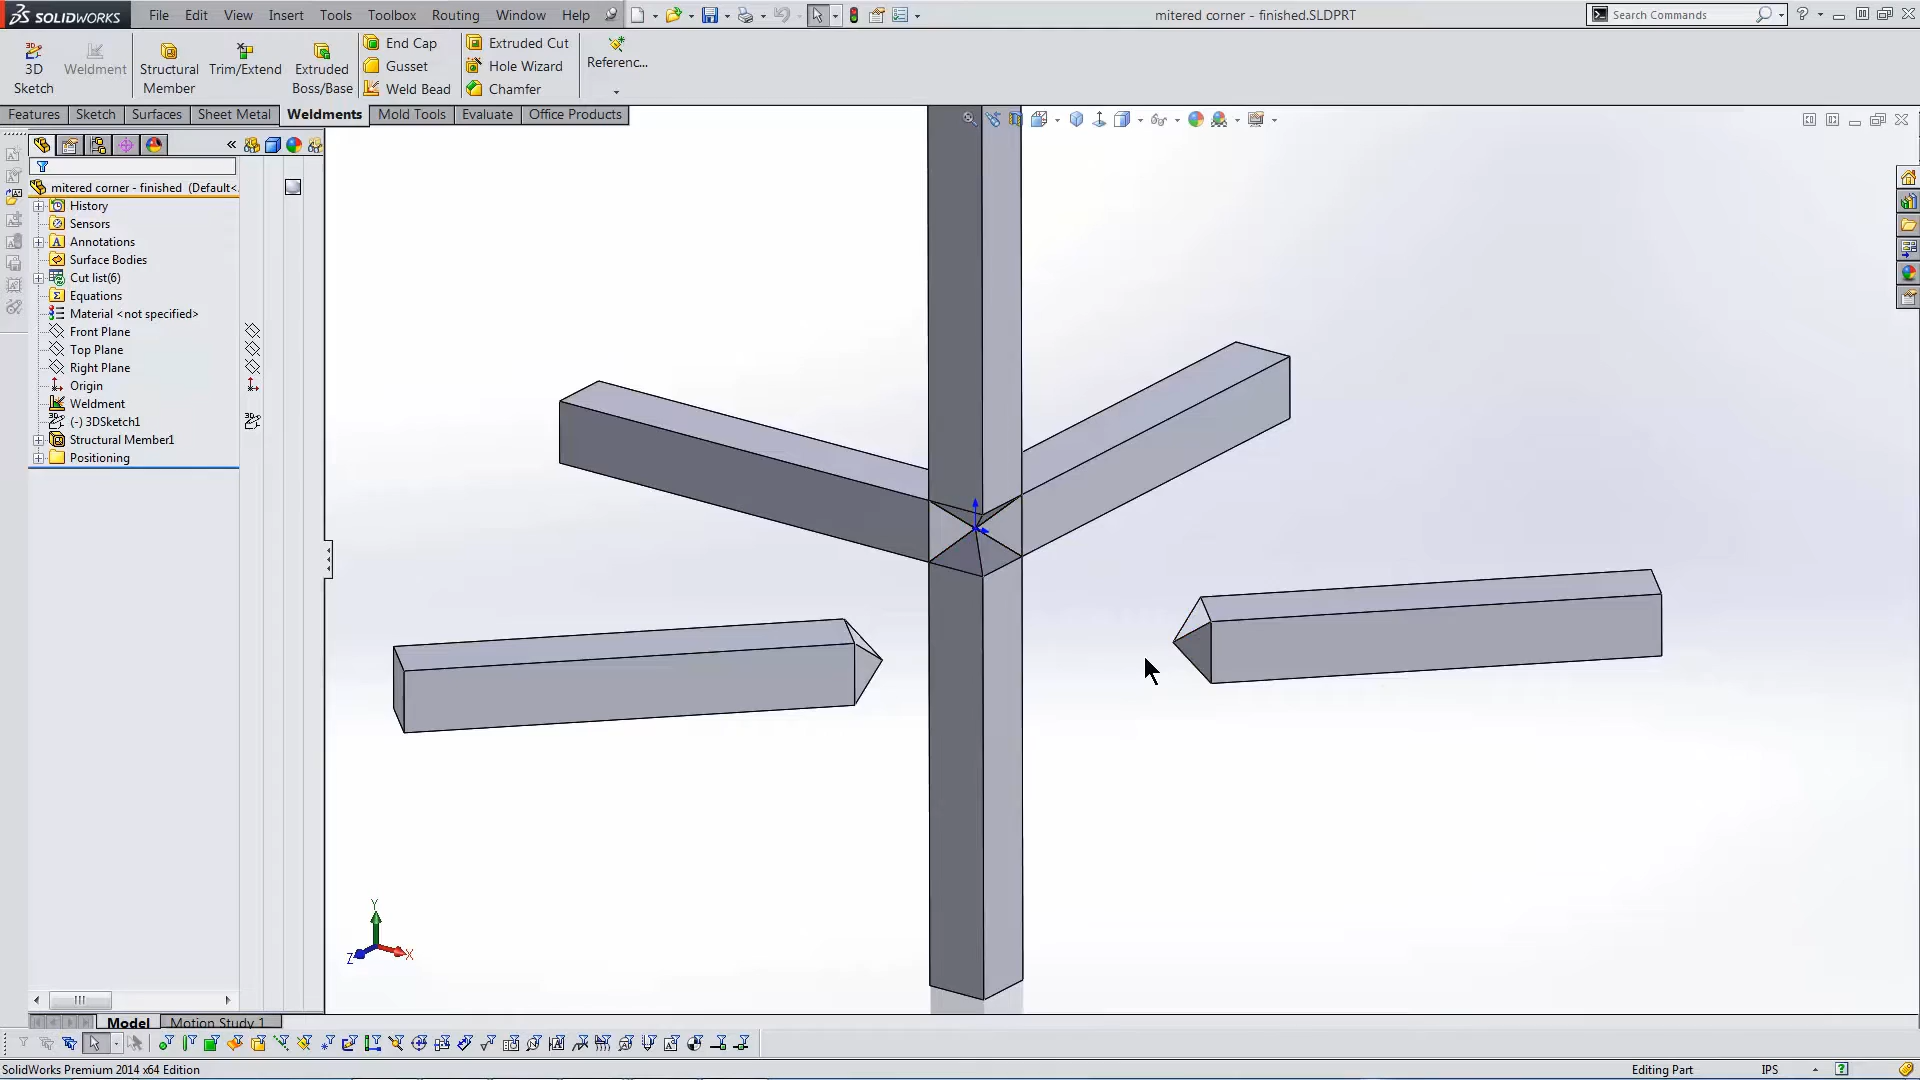 SOLIDWORKS File Edit View Insert Tools Toolbox Routing Window Help mitered corner - finished.SLDPRT Search Commands ?
3D Sketch
Weldment
Structural Member
Trim/Extend
Extruded Boss/Base
End Cap
Gusset
Weld Bead
Extruded Cut
Hole Wizard
Chamfer
Referenc...
Features Sketch Surfaces Sheet Metal Weldments Mold Tools Evaluate Office Products
mitered corner - finished (Default<
History
Sensors
Annotations
Surface Bodies
Cut list(6)
Equations
Material <not specified>
Front Plane
Top Plane
Right Plane
Origin
Weldment
(-) 3DSketch1
Structural Member1
Positioning
Y
Z
X
Model Motion Study 1
SolidWorks Premium 2014 x64 Edition Editing Part IPS ?